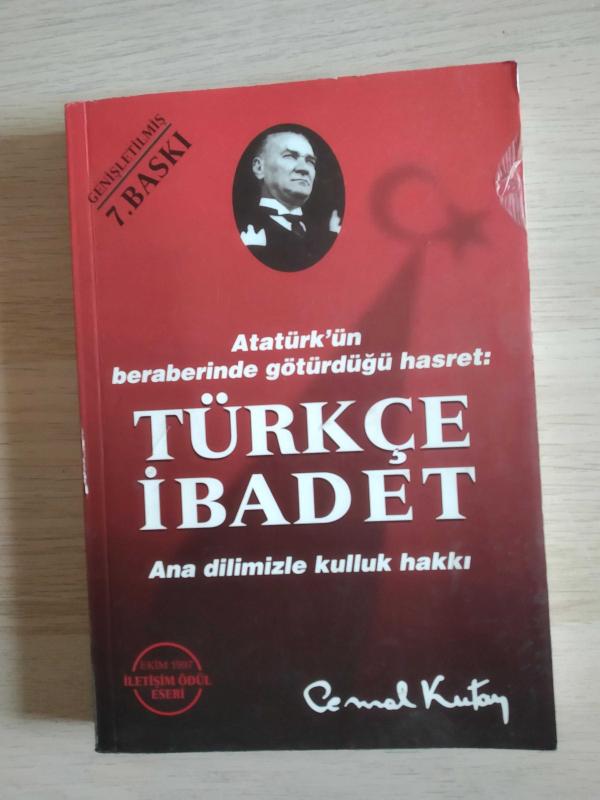 GENİŞLETİLMİŞ
7.BASKI
Atatürk'ün
beraberinde götürdüğü hasret:
TÜRKÇE
İBADET
Ana dilimizle kulluk hakkı
EKİM 1997
İLETİŞİM ÖDÜL
ESERİ
Cemal Kutay